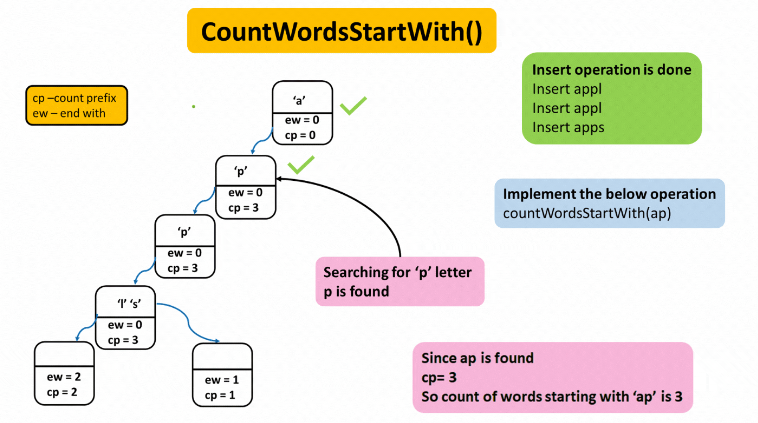 CountWordsStartWith()
cp –count prefix
ew – end with
Insert operation is done
Insert appl
Insert appl
Insert apps
‘a’
ew = 0
cp = 0
‘p’
ew = 0
cp = 3
Implement the below operation
countWordsStartWith(ap)
‘p’
ew = 0
cp = 3
Searching for ‘p’ letter
p is found
‘l’ ‘s’
ew = 0
cp = 3
ew = 2
cp = 2
ew = 1
cp = 1
Since ap is found
cp= 3
So count of words starting with ‘ap’ is 3